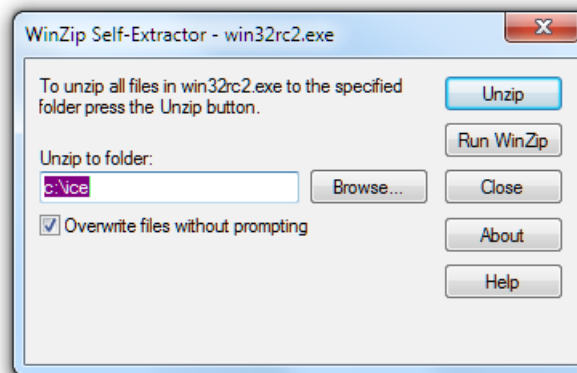 WinZip Self-Extractor - win32rc2.exe
To unzip all files in win32rc2.exe to the specified
folder press the Unzip button.
Unzip to folder:
c:\ice
Browse...
Overwrite files without prompting
Unzip
Run WinZip
Close
About
Help